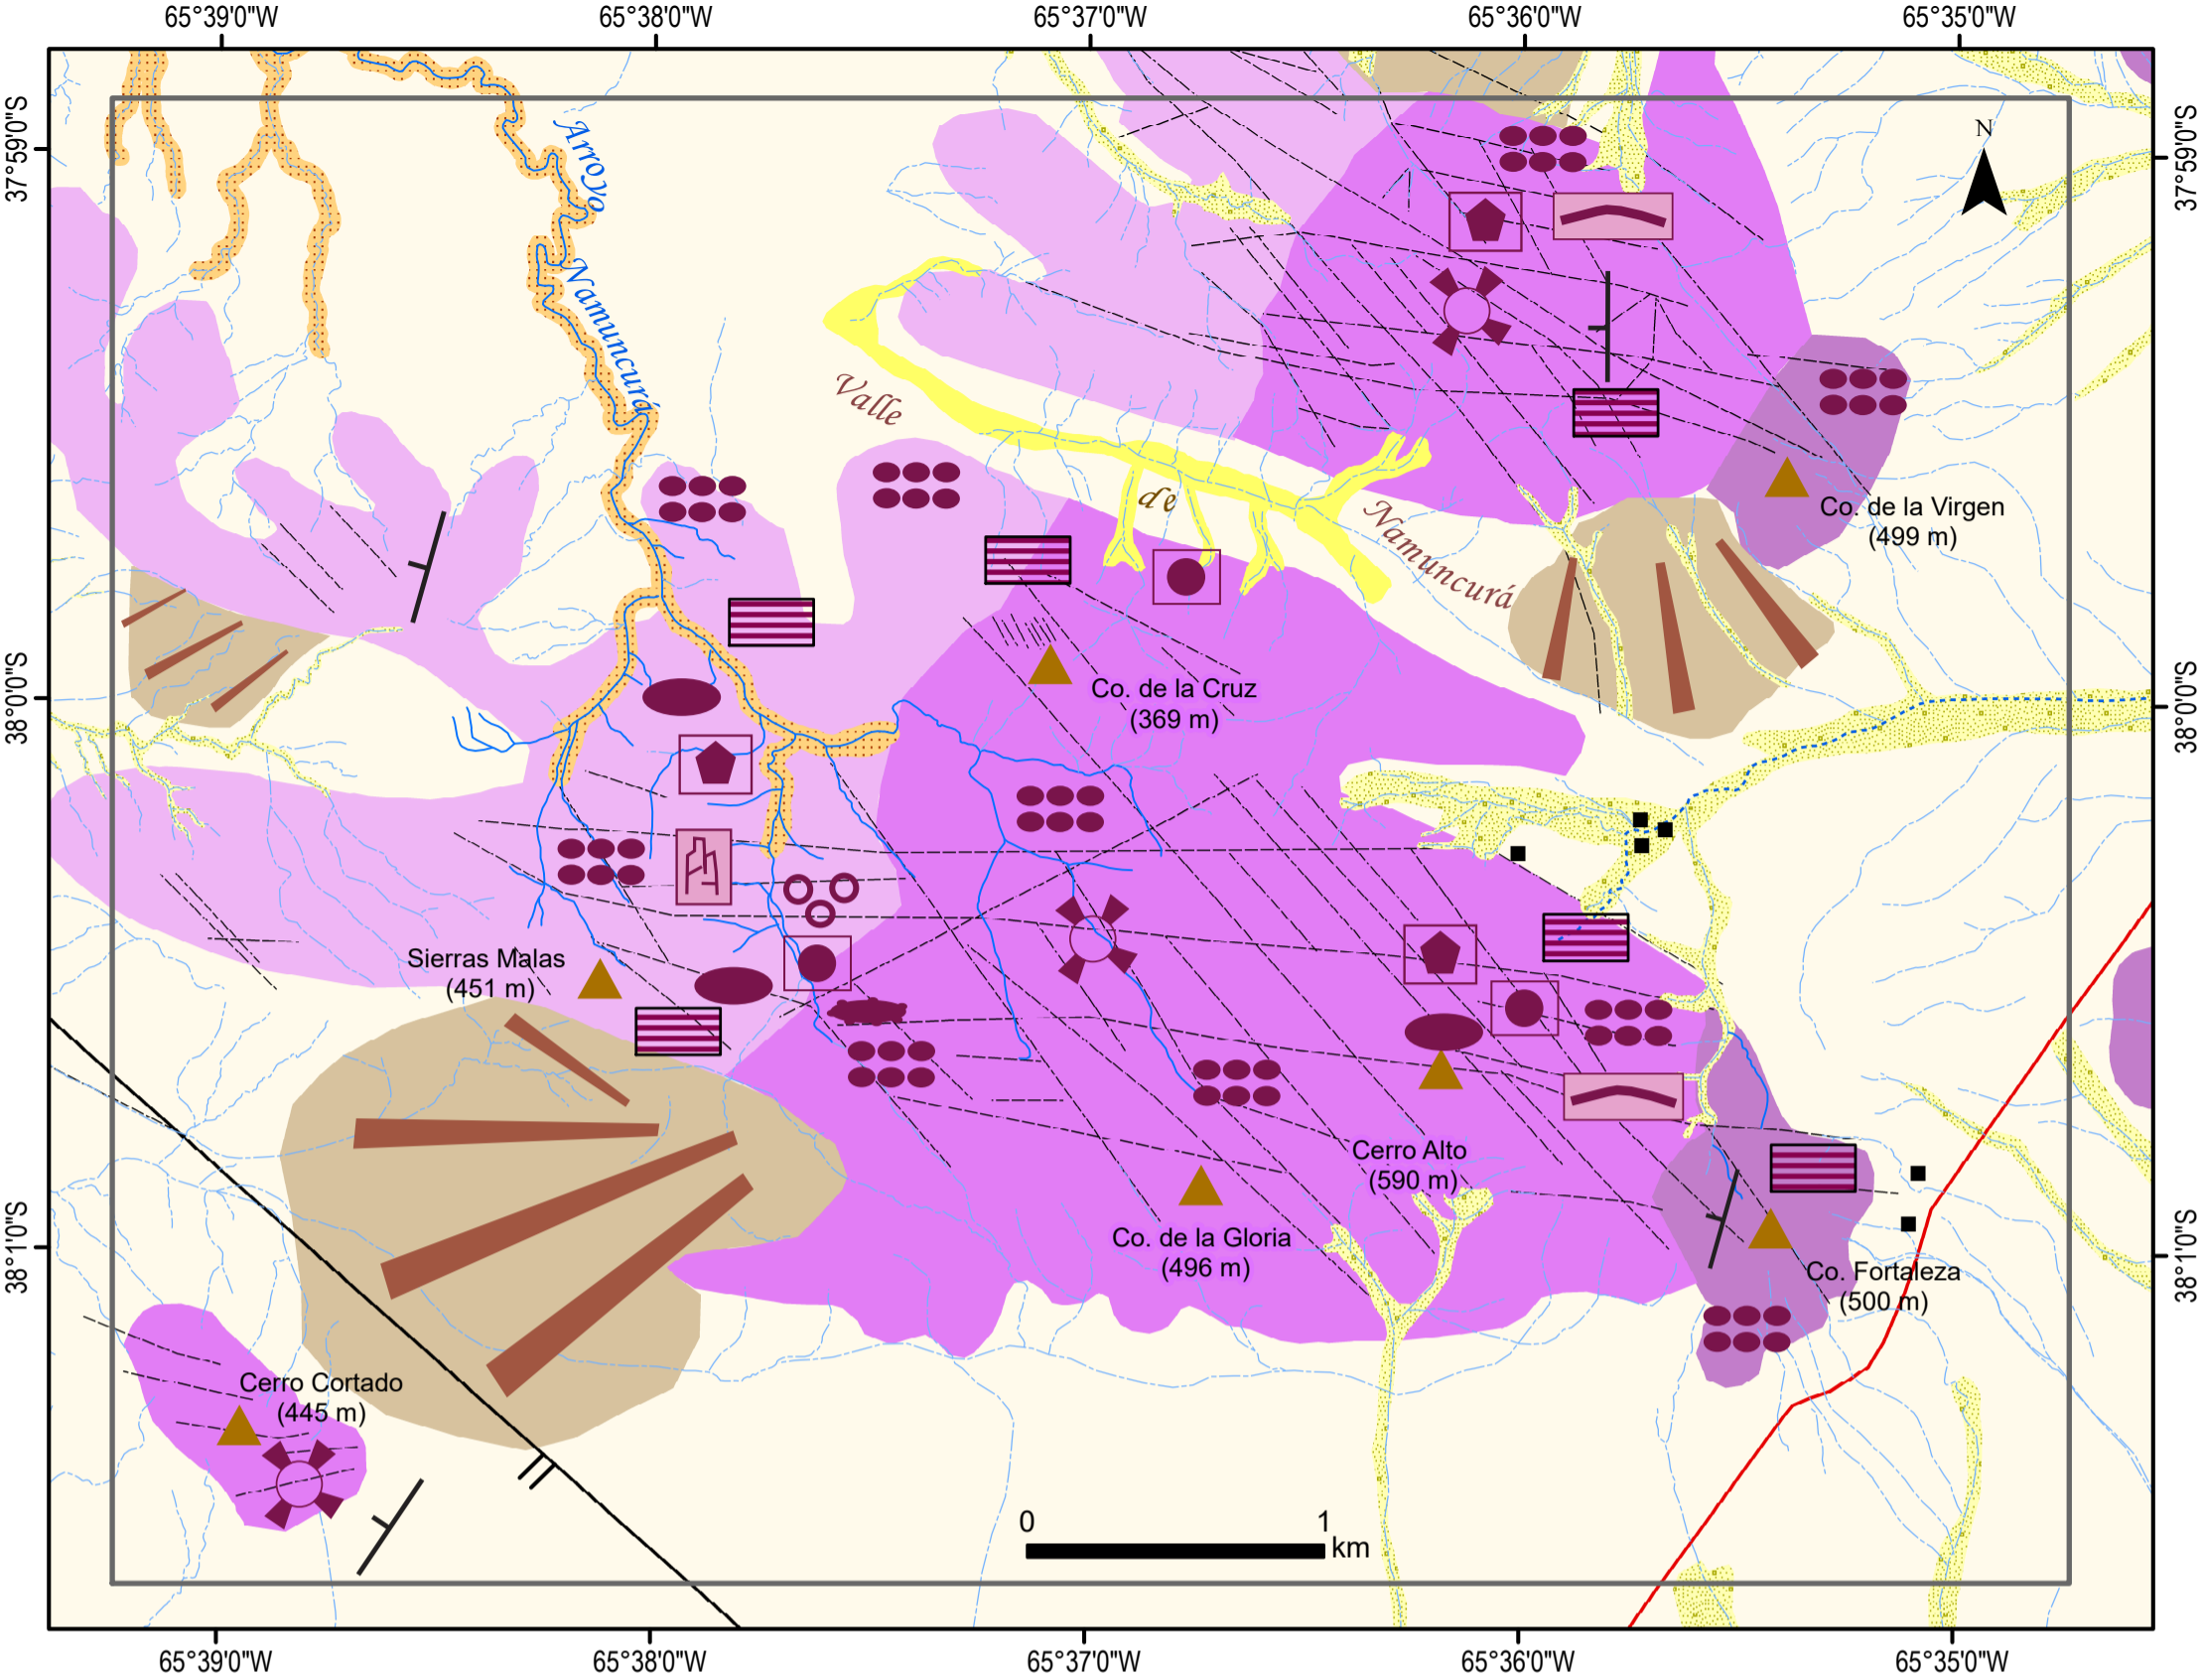 65°39'0"W
65°38'0"W
65°37'0"W
65°36'0"W
65°35'0"W
37°59'0"S
37°59'0"S
N
Arroyo
Namuncurá
Valle
de
Namuncurá
Co. de la Virgen
(499 m)
38°0'0"S
38°0'0"S
Co. de la Cruz
(369 m)
Sierras Malas
(451 m)
Cerro Alto
(590 m)
Co. de la Gloria
(496 m)
38°1'0"S
38°1'0"S
Co. Fortaleza
(500 m)
Cerro Cortado
(445 m)
0 1
km
65°39'0"W
65°38'0"W
65°37'0"W
65°36'0"W
65°35'0"W